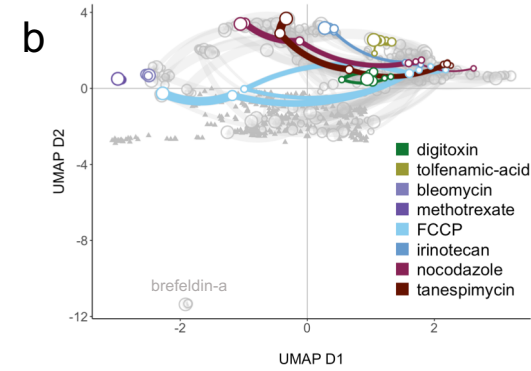 b
4
0
-4
-8
-12
UMAP D2
digitoxin
tolfenamic-acid
bleomycin
methotrexate
FCCP
irinotecan
nocodazole
tanespimycin
brefeldin-a
-2
0
2
UMAP D1